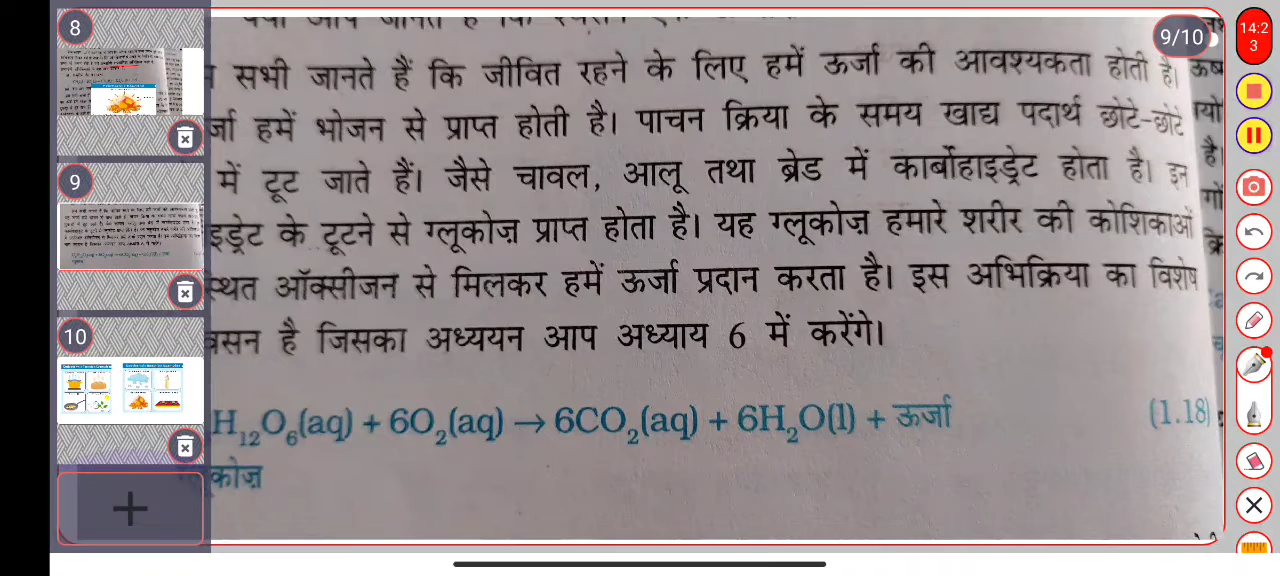 8
9
10
+
9/10
14:2
3
सभी जानते हैं कि जीवित रहने के लिए हमें ऊर्जा की आवश्यकता होती है।
र्जा हमें भोजन से प्राप्त होती है। पाचन क्रिया के समय खाद्य पदार्थ छोटे-छोटे
में टूट जाते हैं। जैसे चावल, आलू तथा ब्रेड में कार्बोहाइड्रेट होता है। इन
इड्रेट के टूटने से ग्लूकोज़ प्राप्त होता है। यह ग्लूकोज़ हमारे शरीर की कोशिकाओं
स्थित ऑक्सीजन से मिलकर हमें ऊर्जा प्रदान करता है। इस अभिक्रिया का विशेष
वसन है जिसका अध्ययन आप अध्याय 6 में करेंगे।
H₁₂O₆(aq) + 6O₂(aq) → 6CO₂(aq) + 6H₂O(l) + ऊर्जा (1.18)
कोज़